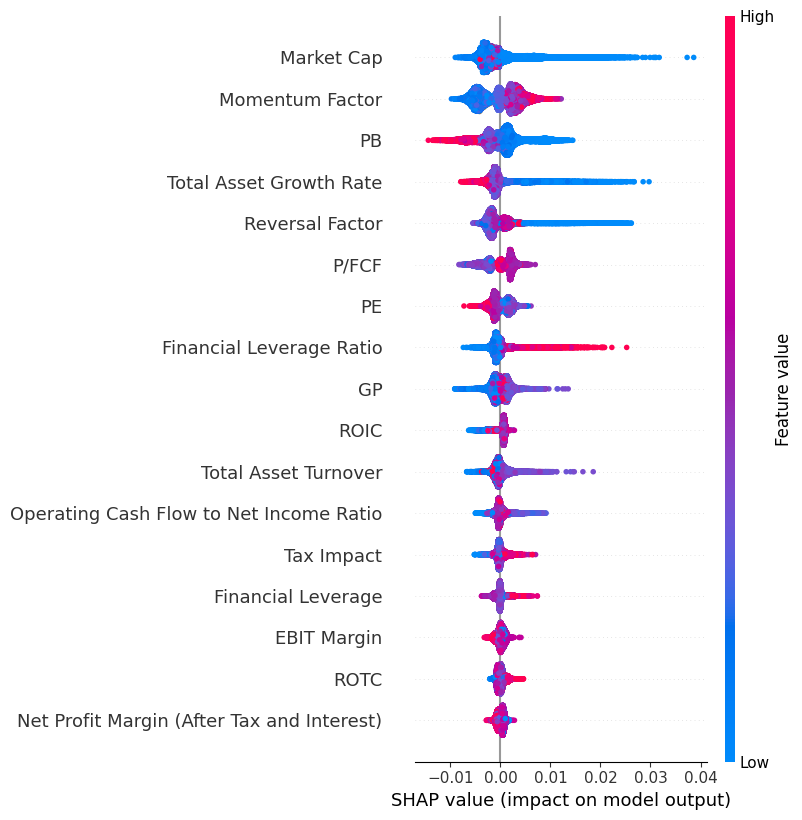 High
Market Cap
Momentum Factor
PB
Total Asset Growth Rate
Reversal Factor
P/FCF
PE
Financial Leverage Ratio
GP
ROIC
Total Asset Turnover
Operating Cash Flow to Net Income Ratio
Tax Impact
Financial Leverage
EBIT Margin
ROTC
Net Profit Margin (After Tax and Interest)
Feature value
Low
−0.01 0.00 0.01 0.02 0.03 0.04
SHAP value (impact on model output)